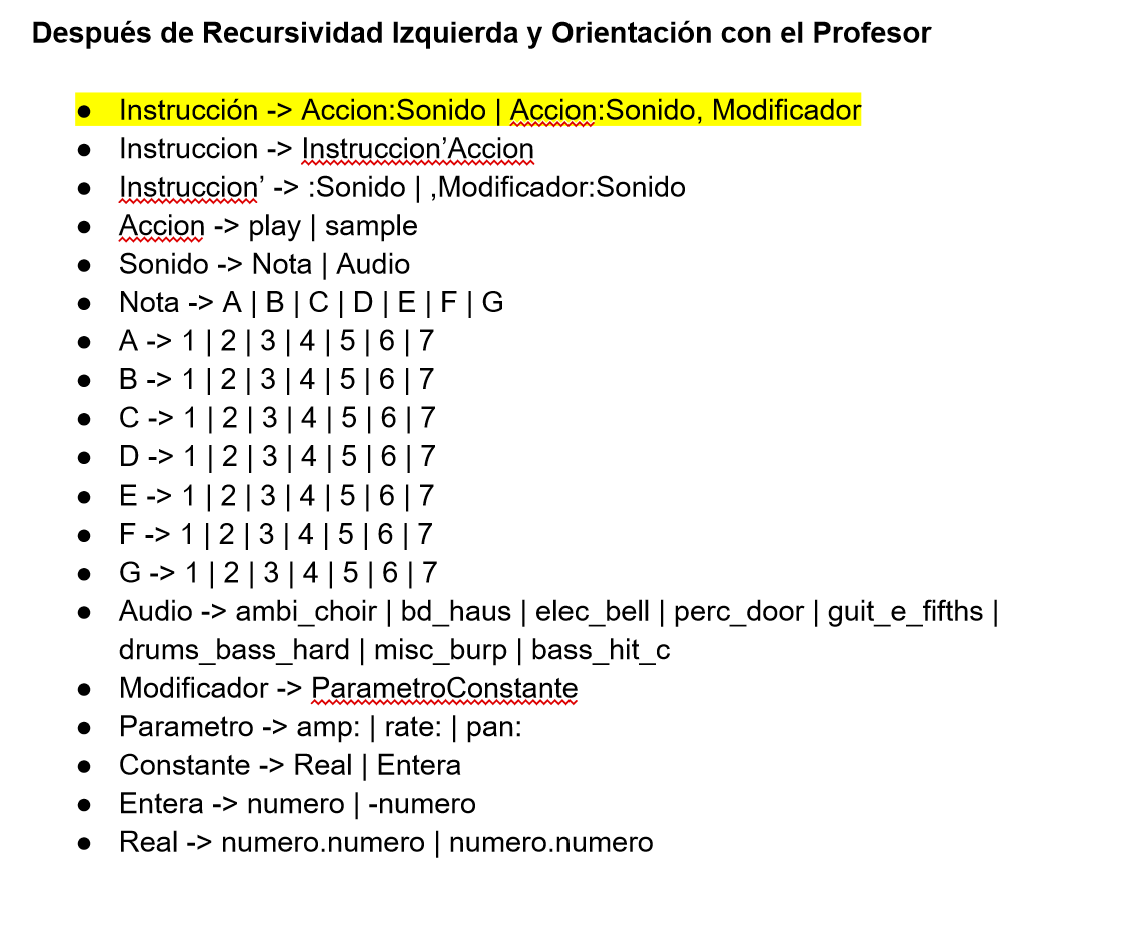 Después de Recursividad Izquierda y Orientación con el Profesor
● Instrucción -> Accion:Sonido | Accion:Sonido, Modificador
● Instruccion -> Instruccion’Accion
● Instruccion’ -> :Sonido | ,Modificador:Sonido
● Accion -> play | sample
● Sonido -> Nota | Audio
● Nota -> A | B | C | D | E | F | G
● A -> 1 | 2 | 3 | 4 | 5 | 6 | 7
● B -> 1 | 2 | 3 | 4 | 5 | 6 | 7
● C -> 1 | 2 | 3 | 4 | 5 | 6 | 7
● D -> 1 | 2 | 3 | 4 | 5 | 6 | 7
● E -> 1 | 2 | 3 | 4 | 5 | 6 | 7
● F -> 1 | 2 | 3 | 4 | 5 | 6 | 7
● G -> 1 | 2 | 3 | 4 | 5 | 6 | 7
● Audio -> ambi_choir | bd_haus | elec_bell | perc_door | guit_e_fifths |
drums_bass_hard | misc_burp | bass_hit_c
● Modificador -> ParametroConstante
● Parametro -> amp: | rate: | pan:
● Constante -> Real | Entera
● Entera -> numero | -numero
● Real -> numero.numero | numero.numero